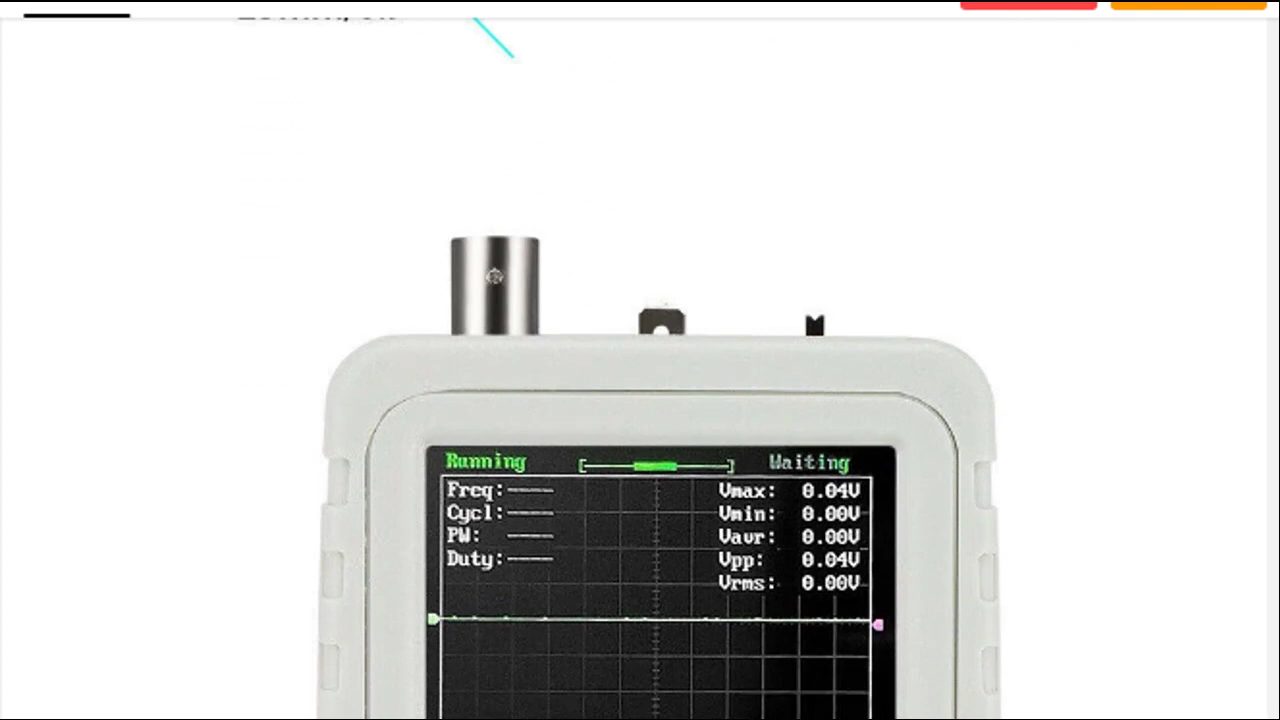 Running
Waiting
Freq:
Cycl:
PW:
Duty:
Vmax: 0.04V
Vmin: 0.00V
Vavr: 0.00V
Vpp: 0.04V
Vrms: 0.00V